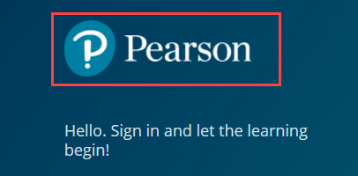 Pearson
Hello. Sign in and let the learning
begin!